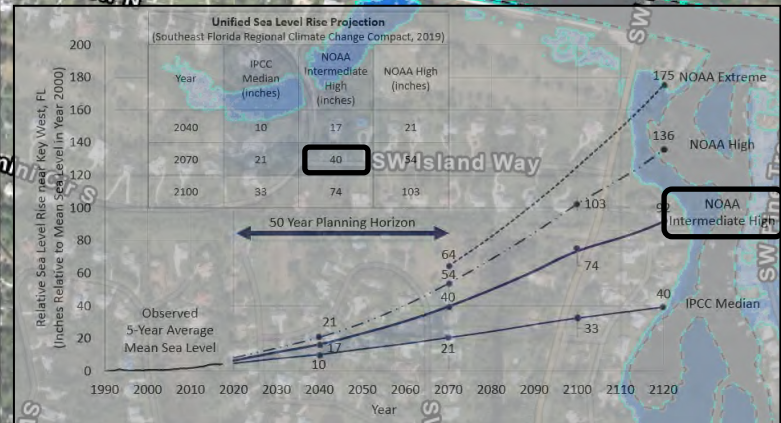 Unified Sea Level Rise Projection
(Southeast Florida Regional Climate Change Compact, 2019)
Year
IPCC Median (inches)
NOAA Intermediate High (inches)
NOAA High (inches)
2040 10 17 21
2070 21 40 54
2100 33 74 103
Relative Sea Level Rise near Key West, FL
(Inches Relative to Mean Sea Level in Year 2000)
200
180
160
140
120
100
80
60
40
20
0
50 Year Planning Horizon
Observed
5-Year Average
Mean Sea Level
175 NOAA Extreme
136
NOAA High
92
NOAA
Intermediate High
103
74
64
54
40
40
IPCC Median
33
21
21
17
10
1990 2000 2010 2020 2030 2040 2050 2060 2070 2080 2090 2100 2110 2120
Year
SW Island Way
SW
SW